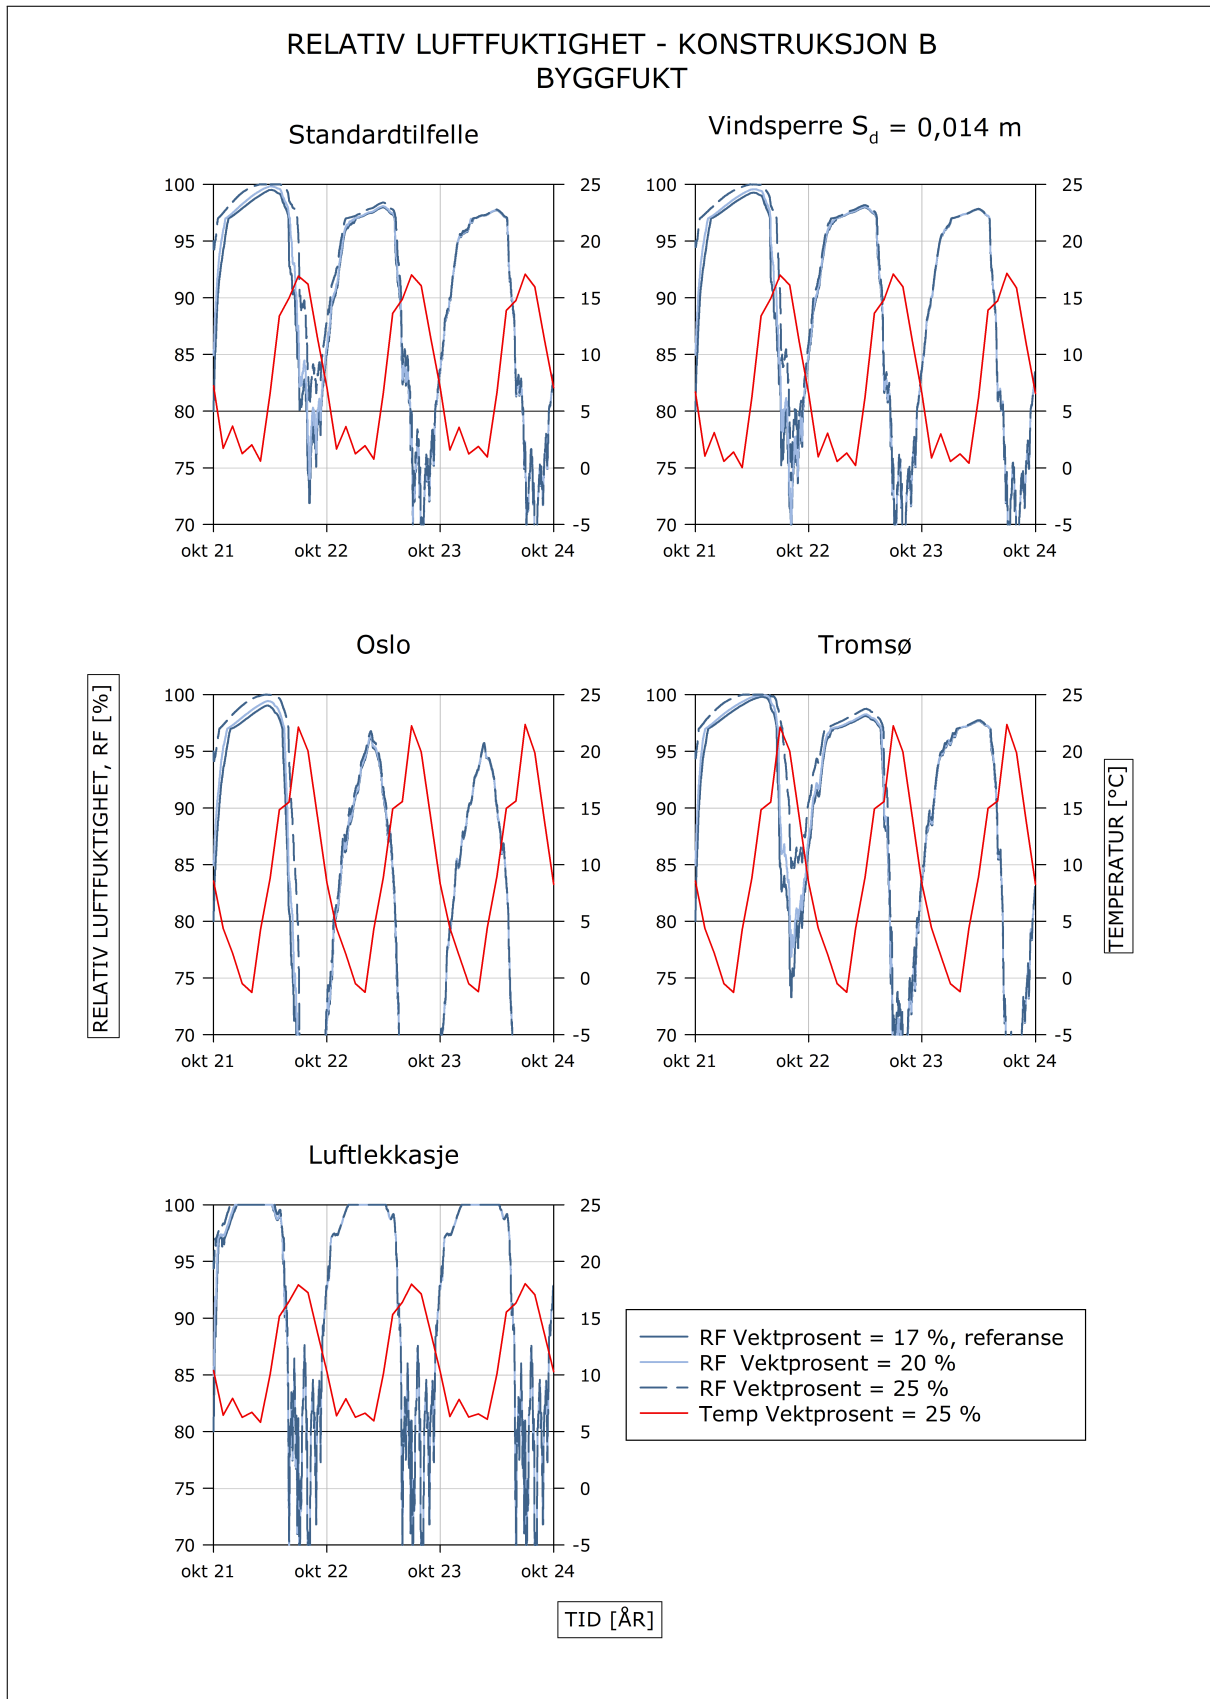 RELATIV LUFTFUKTIGHET - KONSTRUKSJON B
BYGGFUKT
Standardtilfelle
100
95
90
85
80
75
70
25
20
15
10
5
0
-5
okt 21
okt 22
okt 23
okt 24
Vindsperre Sd = 0,014 m
100
95
90
85
80
75
70
25
20
15
10
5
0
-5
okt 21
okt 22
okt 23
okt 24
RELATIV LUFTFUKTIGHET, RF [%]
Oslo
100
95
90
85
80
75
70
25
20
15
10
5
0
-5
okt 21
okt 22
okt 23
okt 24
Tromsø
100
95
90
85
80
75
70
25
20
15
10
5
0
-5
okt 21
okt 22
okt 23
okt 24
TEMPERATUR [°C]
Luftlekkasje
100
95
90
85
80
75
70
25
20
15
10
5
0
-5
okt 21
okt 22
okt 23
okt 24
RF Vektprosent = 17 %, referanse
RF Vektprosent = 20 %
RF Vektprosent = 25 %
Temp Vektprosent = 25 %
TID [ÅR]